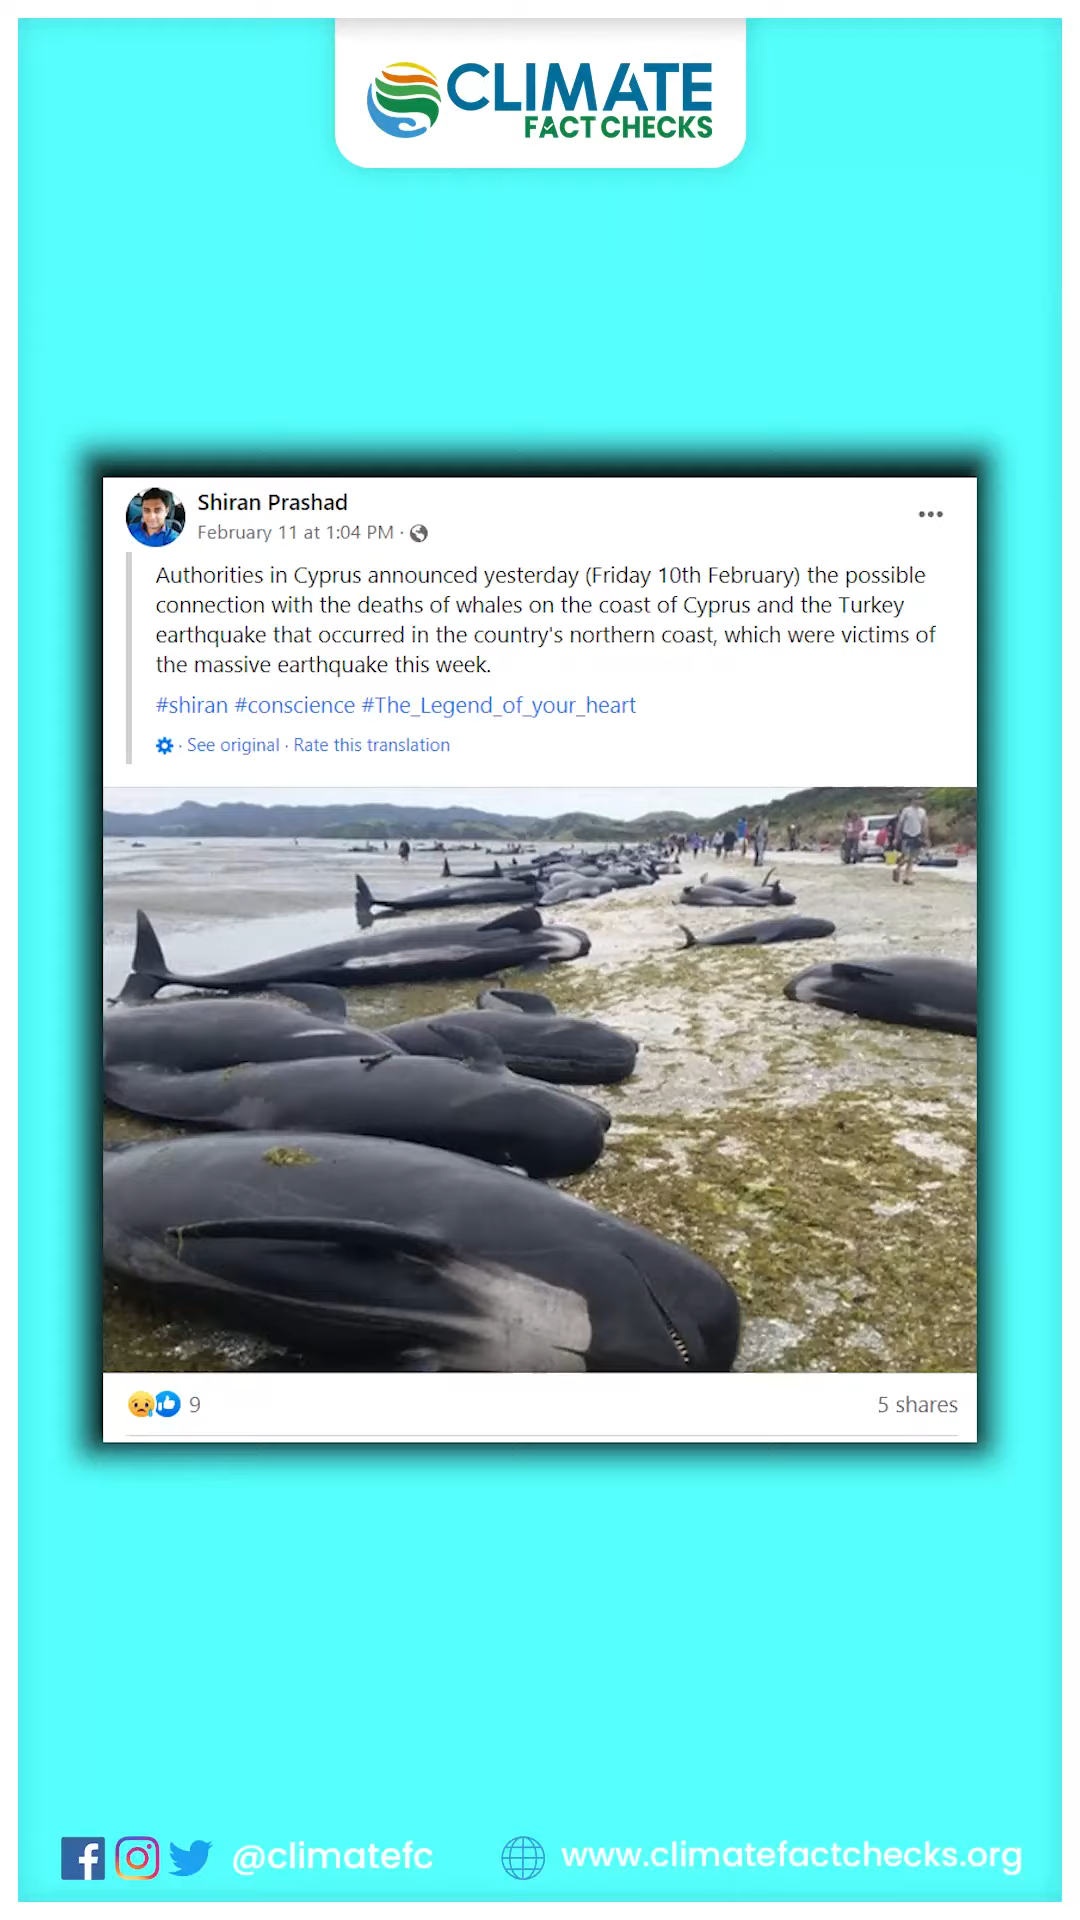 CLIMATE
FACT CHECKS
Shiran Prashad
February 11 at 1:04 PM ·
Authorities in Cyprus announced yesterday (Friday 10th February) the possible
connection with the deaths of whales on the coast of Cyprus and the Turkey
earthquake that occurred in the country's northern coast, which were victims of
the massive earthquake this week.
#shiran #conscience #The_Legend_of_your_heart
· See original · Rate this translation
9
5 shares
@climatefc
www.climatefactchecks.org